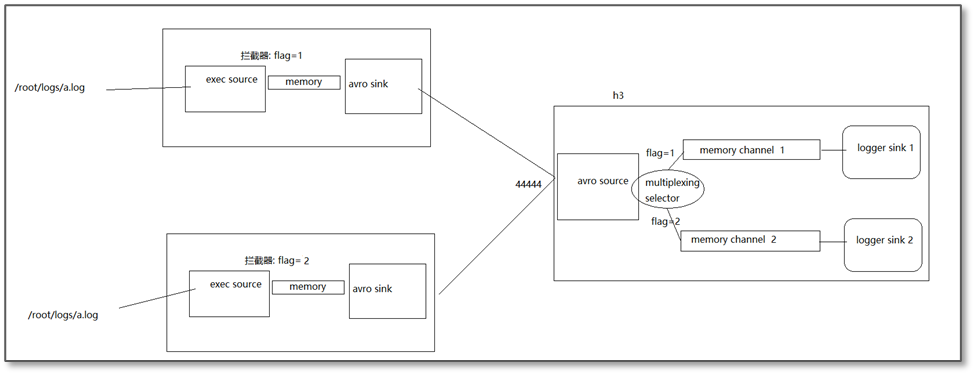 拦截器: flag=1
exec source
memory
avro sink
/root/logs/a.log
h3
flag=1
memory channel 1
logger sink 1
44444
avro source
multiplexing
selector
flag=2
memory channel 2
logger sink 2
拦截器: flag= 2
exec source
memory
avro sink
/root/logs/a.log